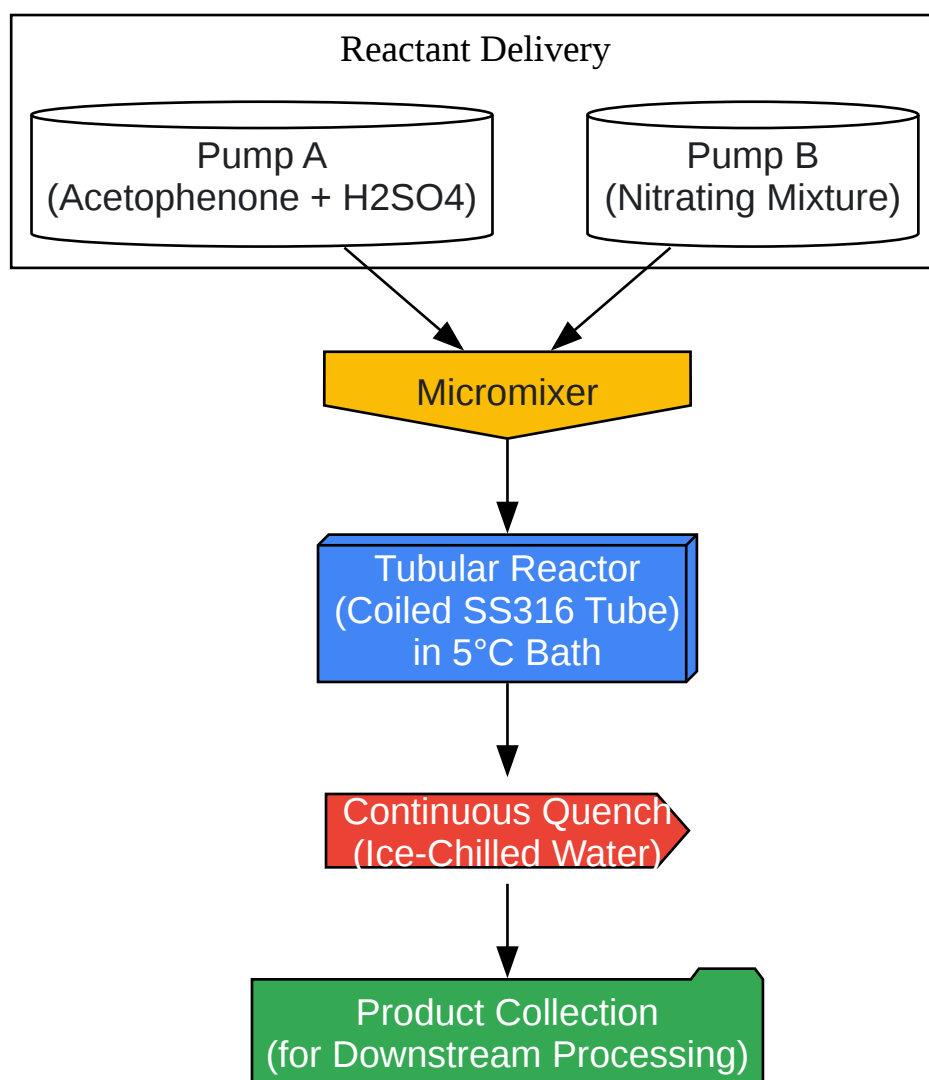 Reactant Delivery
Pump A
(Acetophenone + H2SO4)
Pump B
(Nitrating Mixture)
Micromixer
Tubular Reactor
(Coiled SS316 Tube)
in 5°C Bath
Continuous Quench
(Ice-Chilled Water)
Product Collection
(for Downstream Processing)